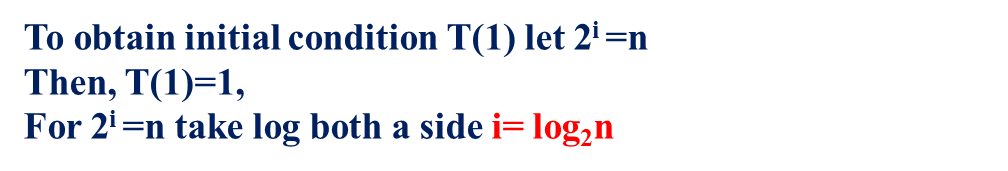 To obtain initial condition T(1) let 2ⁱ =n
Then, T(1)=1,
For 2ⁱ =n take log both a side i= log₂n